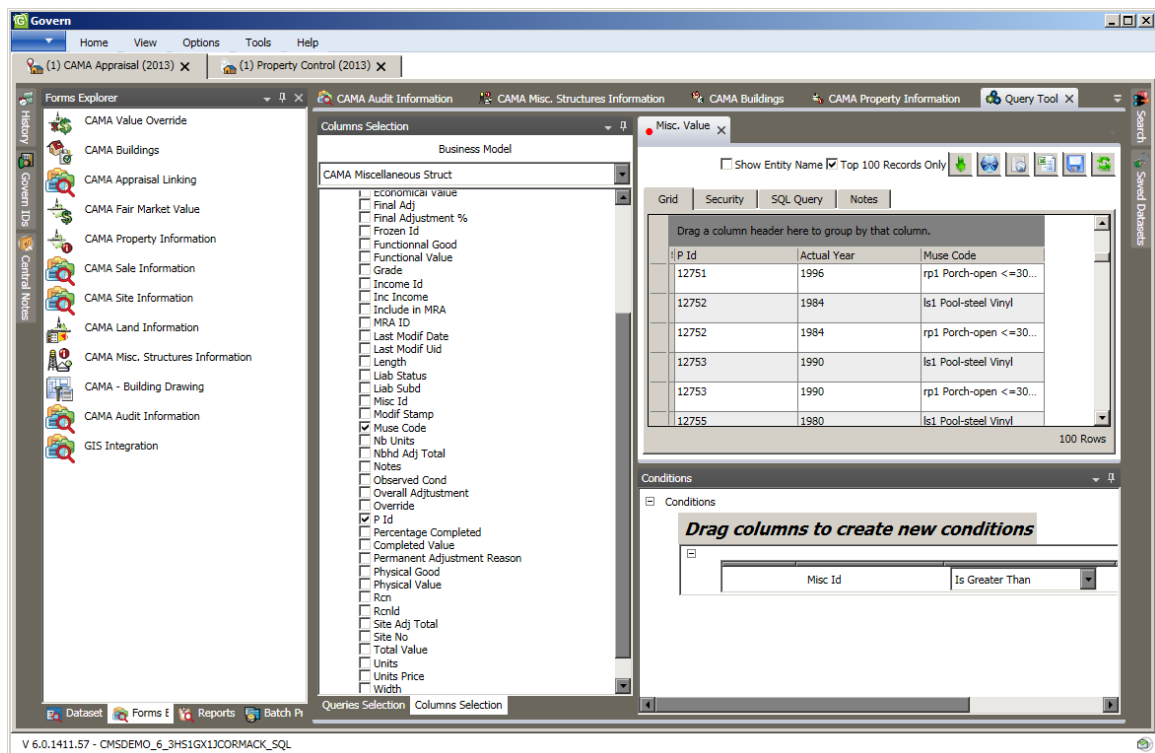 Govern
Home View Options Tools Help
(1) CAMA Appraisal (2013) (1) Property Control (2013)
History
Govern IDs
Central Notes
Forms Explorer
CAMA Value Override
CAMA Buildings
CAMA Appraisal Linking
CAMA Fair Market Value
CAMA Property Information
CAMA Sale Information
CAMA Site Information
CAMA Land Information
CAMA Misc. Structures Information
CAMA - Building Drawing
CAMA Audit Information
GIS Integration
Dataset Forms E Reports Batch Pr
CAMA Audit Information CAMA Misc. Structures Information CAMA Buildings CAMA Property Information Query Tool
Columns Selection
Business Model
CAMA Miscellaneous Struct
Economical Value
Final Adj
Final Adjustment %
Frozen Id
Functionnal Good
Functional Value
Grade
Income Id
Inc Income
Include in MRA
MRA ID
Last Modif Date
Last Modif Uid
Length
Liab Status
Liab Subd
Misc Id
Modif Stamp
Muse Code
Nb Units
Nbhd Adj Total
Notes
Observed Cond
Overall Adjtustment
Override
P Id
Percentage Completed
Completed Value
Permanent Adjustment Reason
Physical Good
Physical Value
Rcn
Rcnld
Site Adj Total
Site No
Total Value
Units
Units Price
Width
Queries Selection Columns Selection
Misc. Value
Show Entity Name Top 100 Records Only
Grid Security SQL Query Notes
Drag a column header here to group by that column.
! P Id Actual Year Muse Code
12751 1996 rp1 Porch-open <=30...
12752 1984 ls1 Pool-steel Vinyl
12752 1984 rp1 Porch-open <=30...
12753 1990 ls1 Pool-steel Vinyl
12753 1990 rp1 Porch-open <=30...
12755 1980 ls1 Pool-steel Vinyl
100 Rows
Conditions
Conditions
Drag columns to create new conditions
Misc Id Is Greater Than
Search
Saved Datasets
V 6.0.1411.57 - CMSDEMO_6_3HS1GX1JCORMACK_SQL